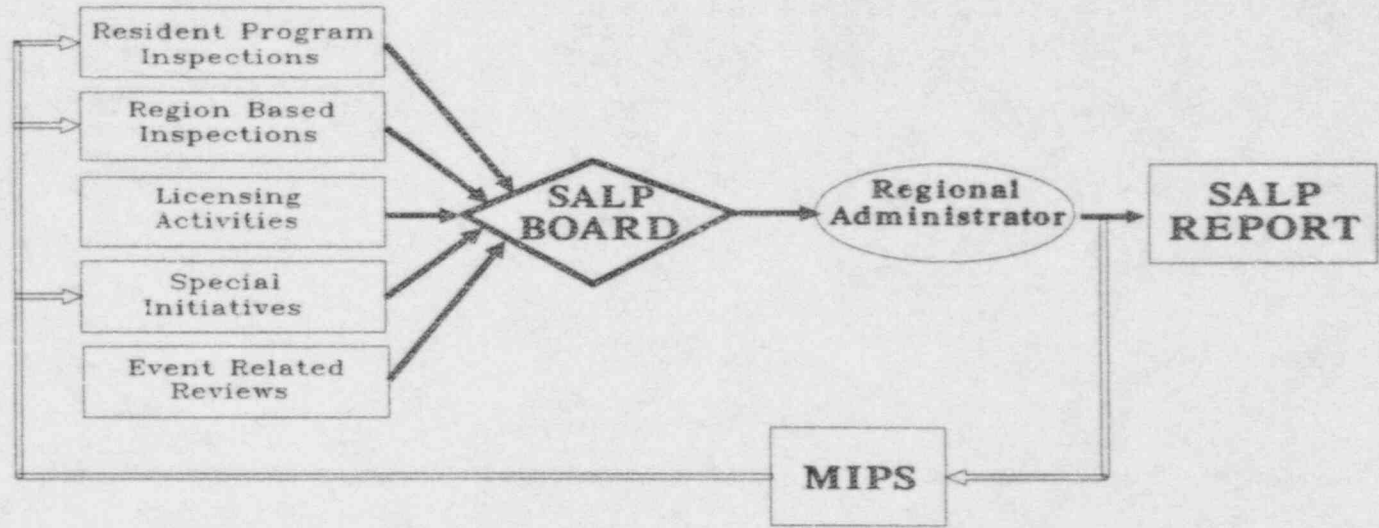 Resident Program
Inspections
Region Based
Inspections
Licensing
Activities
Special
Initiatives
Event Related
Reviews
SALP
BOARD
Regional
Administrator
SALP
REPORT
MIPS